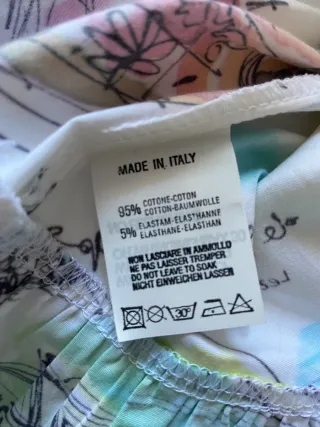 MADE IN ITALY
95% COTONE-COTON
COTTON-BAUMWOLLE
5% ELASTAM-ELASTHANNE
ELASTHANE-ELASTHAN
NON LASCIARE IN AMMOLLO
NE PAS LAISSER TREMPER
DO NOT LEAVE TO SOAK
NICHT EINWEICHEN LASSEN
30°